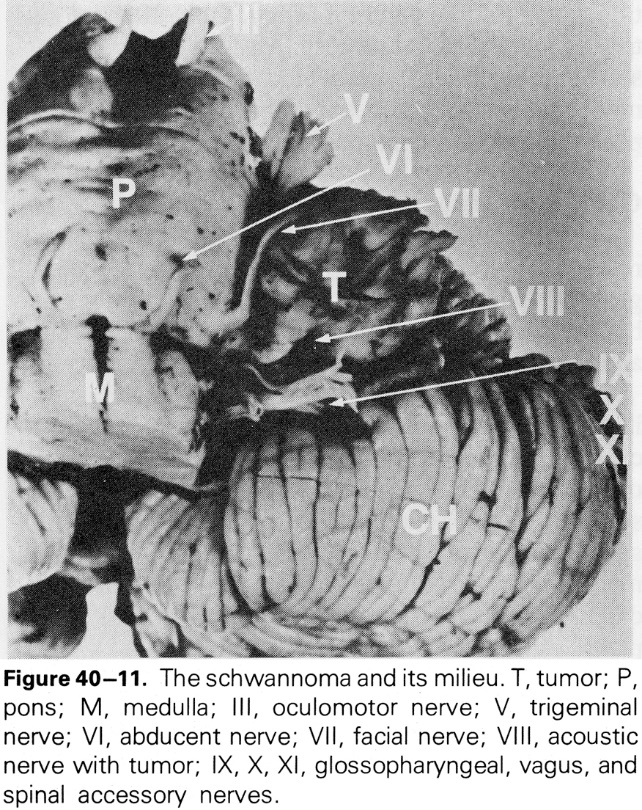 III
V
VI
P
VII
T
VIII
M
IX
X
XI
CH
Figure 40–11. The schwannoma and its milieu. T, tumor; P,
pons; M, medulla; III, oculomotor nerve; V, trigeminal
nerve; VI, abducent nerve; VII, facial nerve; VIII, acoustic
nerve with tumor; IX, X, XI, glossopharyngeal, vagus, and
spinal accessory nerves.